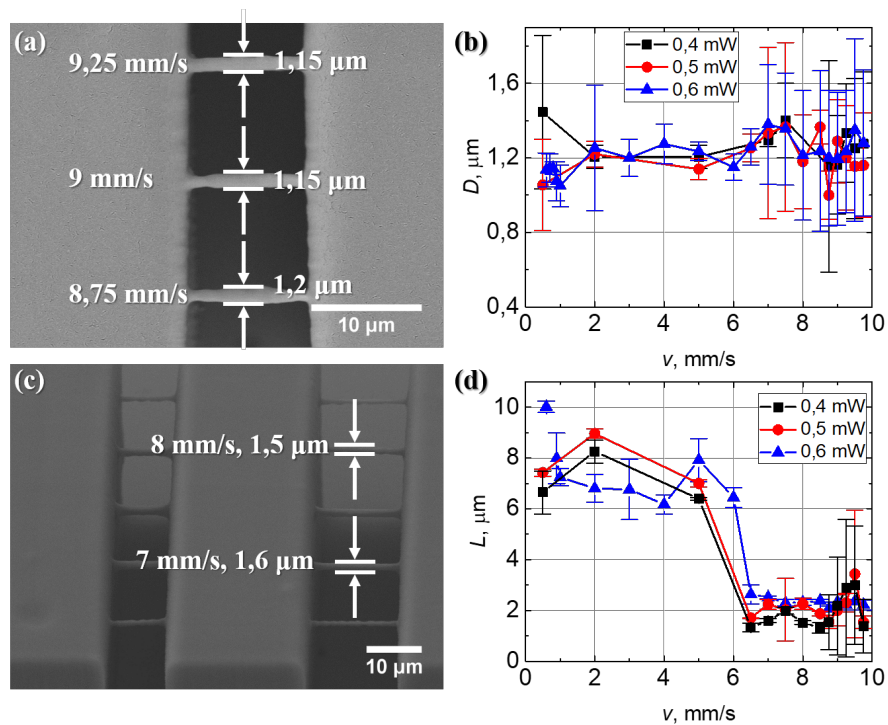 (a)
9,25 mm/s 1,15 µm
9 mm/s 1,15 µm
8,75 mm/s 1,2 µm
10 µm
(b)
0,4 mW
0,5 mW
0,6 mW
D, µm
2,0
1,6
1,2
0,8
0,4
0 2 4 6 8 10
v, mm/s
(c)
8 mm/s, 1,5 µm
7 mm/s, 1,6 µm
10 µm
(d)
0,4 mW
0,5 mW
0,6 mW
L, µm
10
8
6
4
2
0
0 2 4 6 8 10
v, mm/s